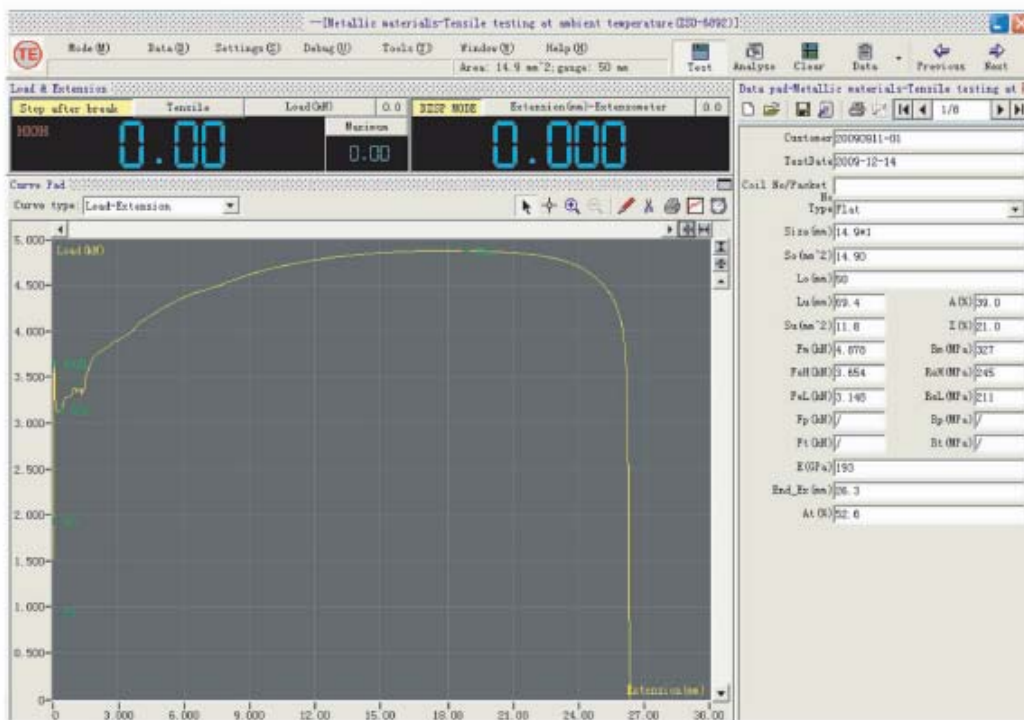 --[Metallic materials-Tensile testing at ambient temperature(ISO-6892)]
TE
Mode(M) Data(D) Settings(S) Debug(U) Tools(T) Window(W) Help(H)
Area: 14.9 mm^2;gauge: 50 mm
Test Analyse Clear Data Previous Next
Load & Extension
Stop after break Tensile Load(kN) 0.0
DISP MODE Extension(mm)-Extensometer 0.0
HIGH 0.00
Maximum
0.00
0.000
Curve Pad
Curve type: Load-Extension
Load(kN)
5.000
4.500
4.000
3.500
3.000
2.500
2.000
1.500
1.000
0.500
0
0 3.000 6.000 9.000 12.00 15.00 18.00 21.00 24.00 27.00 30.00
Extension(mm)
Data pad-Metallic materials-Tensile testing at
1/6
Customer 20090911-01
TestDate 2009-12-14
Coil No/Packet No
Type Flat
Size(mm) 14.9*1
So(mm^2) 14.90
Lo(mm) 50
Lu(mm) 69.4 A(%) 39.0
Su(mm^2) 11.8 Z(%) 21.0
Fm(kN) 4.878 Rm(MPa) 327
FeH(kN) 3.654 ReH(MPa) 245
FeL(kN) 3.148 ReL(MPa) 211
Fp(kN) / Rp(MPa) /
Ft(kN) / Rt(MPa) /
E(GPa) 193
End_Ex(mm) 26.3
At(%) 52.6